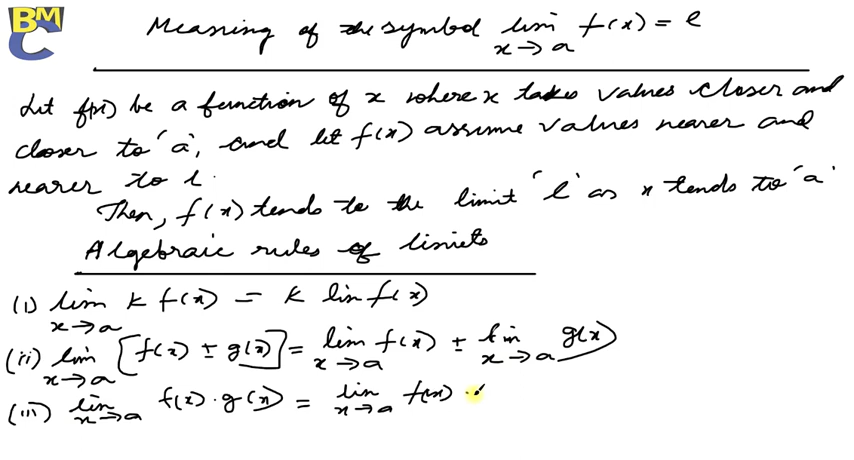 BMC
Meaning of the symbol lim x→a f(x) = l
Let f(x) be a function of x where x takes values closer and
closer to 'a', and let f(x) assume values nearer and
nearer to l.
Then, f(x) tends to the limit 'l' as x tends to 'a'
Algebraic rules of limits
(i) lim x→a K f(x) = K lim f(x)
(ii) lim x→a [f(x) ± g(x)] = lim x→a f(x) ± lim x→a g(x)
(iii) lim x→a f(x) · g(x) = lim x→a f(x) ·